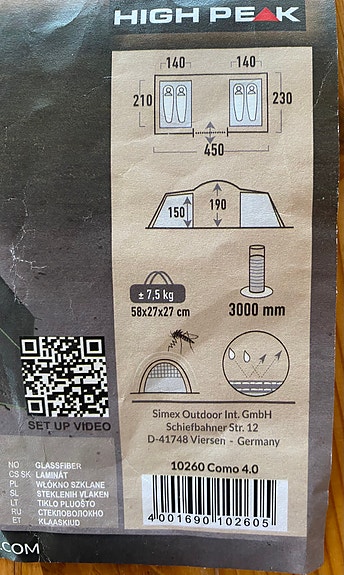 HIGH PEAK
140 140
210 230
450
150 190
± 7,5 kg
58x27x27 cm
3000 mm
SET UP VIDEO
Simex Outdoor Int. GmbH
Schiefbahner Str. 12
D-41748 Viersen - Germany
10260 Como 4.0
4 001690 102605
NO GLASSFIBER
CS SK LAMINÁT
PL WŁÓKNO SZKLANE
SL STEKLENIH VLAKEN
LT TIKLO PLUOŠTO
RU СТЕКЛОВОЛОКНО
ET KLAASKIUD
.COM